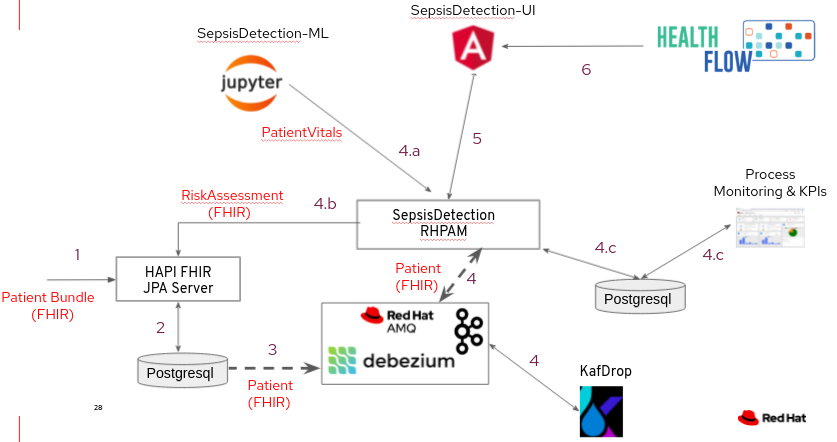 SepsisDetection-UI
SepsisDetection-ML
HEALTH
FLOW
jupyter
6
PatientVitals
5
4.a
Process
Monitoring & KPIs
RiskAssessment
(FHIR)
4.b
SepsisDetection
RHPAM
4.c
4.c
1
HAPI FHIR
JPA Server
Patient
(FHIR)
4
Postgresql
Patient Bundle
(FHIR)
2
Red Hat
AMQ
3
debezium
4
Postgresql
KafDrop
Patient
(FHIR)
28
Red Hat